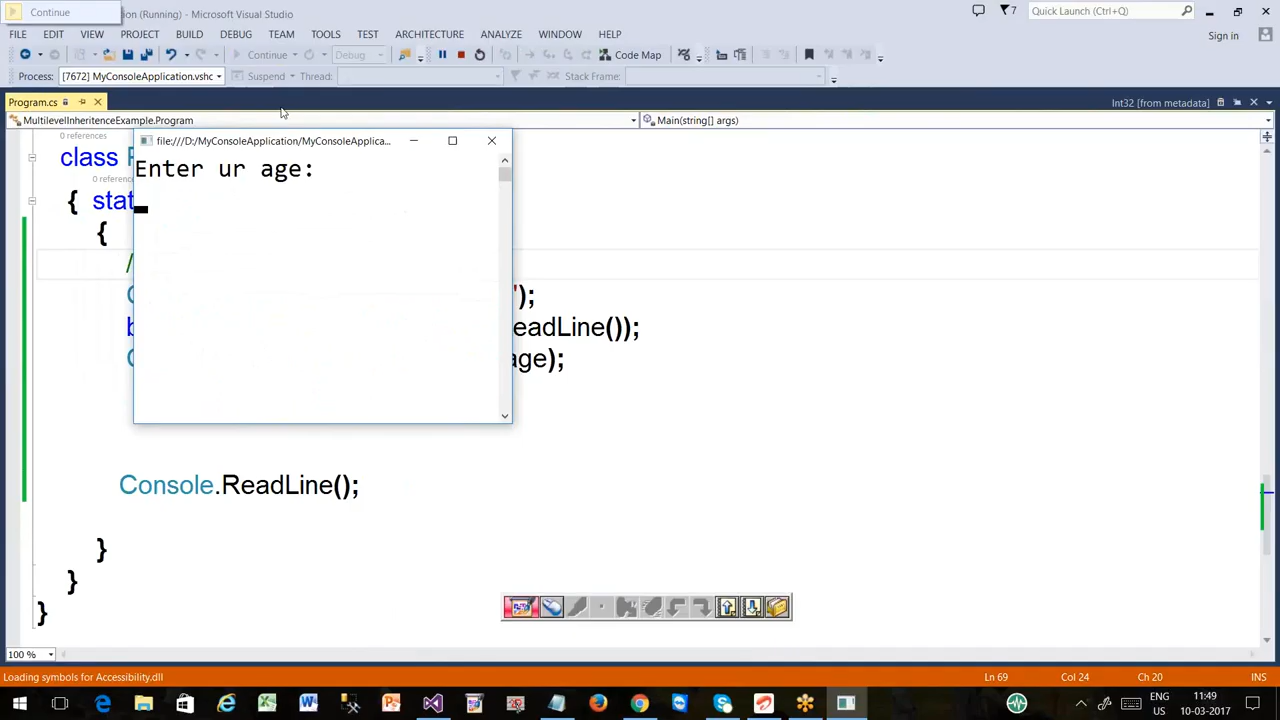 Continue
ion (Running) - Microsoft Visual Studio
7
Quick Launch (Ctrl+Q)
FILE EDIT VIEW PROJECT BUILD DEBUG TEAM TOOLS TEST ARCHITECTURE ANALYZE WINDOW HELP
Sign in
Continue Debug Code Map
Process: [7672] MyConsoleApplication.vshc Suspend Thread: Stack Frame:
Program.cs
Int32 [from metadata]
MultilevelInheritenceExample.Program
Main(string[] args)
0 references
file:///D:/MyConsoleApplication/MyConsoleApplica...
class P
Enter ur age:
0 referenc
{ stat
{
/
C ");
b eadLine());
C age);
Console.ReadLine();
}
}
}
100 %
Loading symbols for Accessibility.dll
Ln 69 Col 24 Ch 20 INS
ENG
US
11:49
10-03-2017